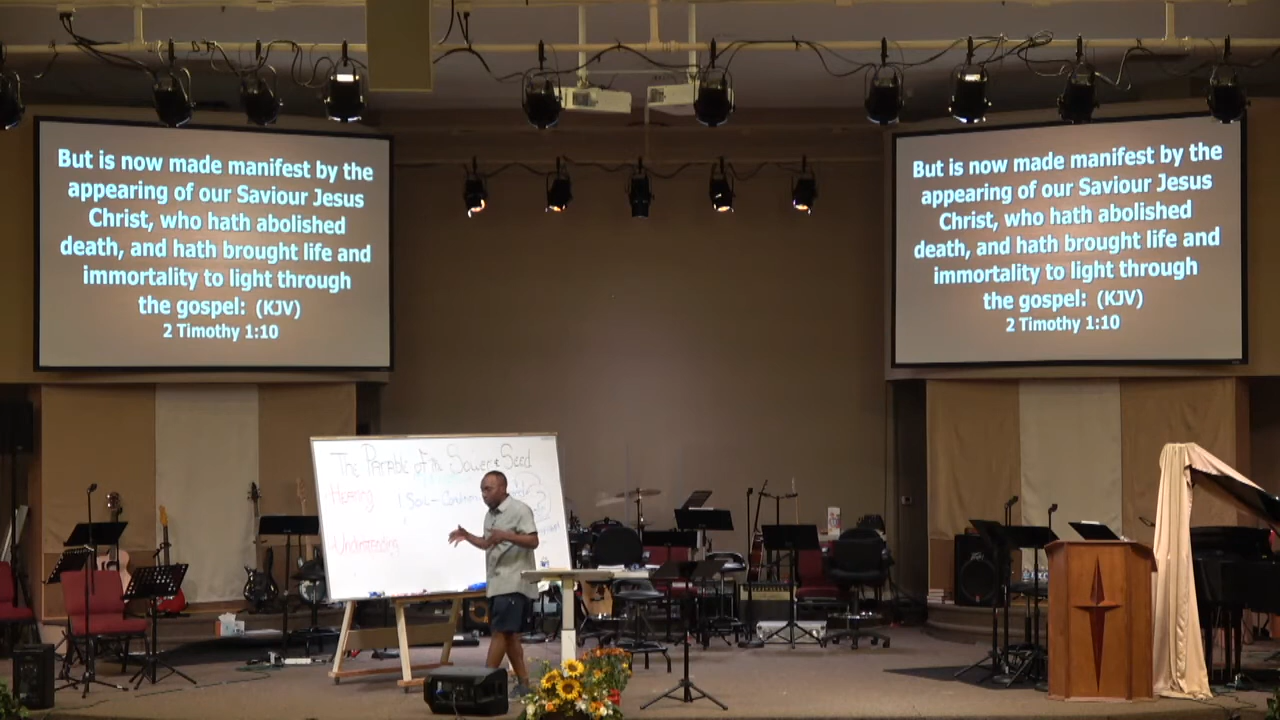 But is now made manifest by the
appearing of our Saviour Jesus
Christ, who hath abolished
death, and hath brought life and
immortality to light through
the gospel: (KJV)
2 Timothy 1:10
But is now made manifest by the
appearing of our Saviour Jesus
Christ, who hath abolished
death, and hath brought life and
immortality to light through
the gospel: (KJV)
2 Timothy 1:10
The Parable of the Sower & Seed
Hearing
Soil -
Understanding
PEAVEY